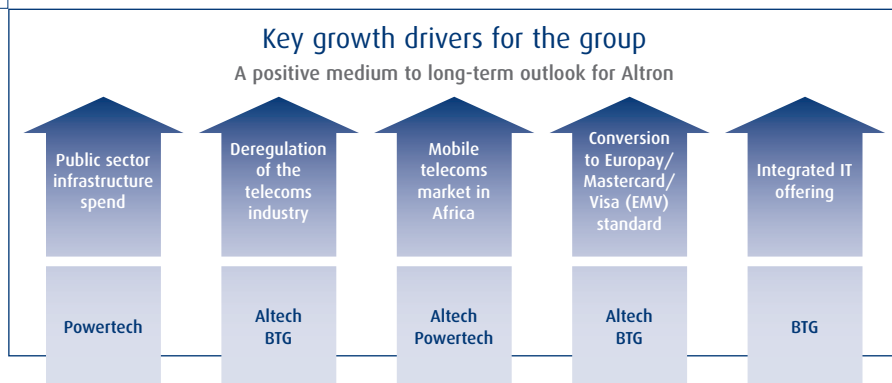 Key growth drivers for the group
A positive medium to long-term outlook for Altron
Public sector
infrastructure
spend
Deregulation
of the
telecoms
industry
Mobile
telecoms
market in
Africa
Conversion
to Europay/
Mastercard/
Visa (EMV)
standard
Integrated IT
offering
Powertech
Altech
BTG
Altech
Powertech
Altech
BTG
BTG